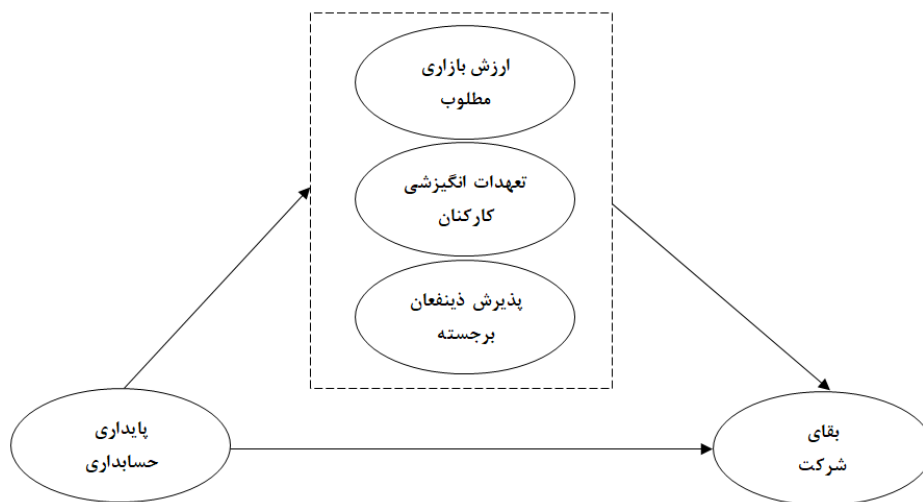 ارزش بازاری
مطلوب
تعهدات انگیزشی
کارکنان
پذیرش ذینفعان
برجسته
پایداری
حسابداری
بقای
شرکت